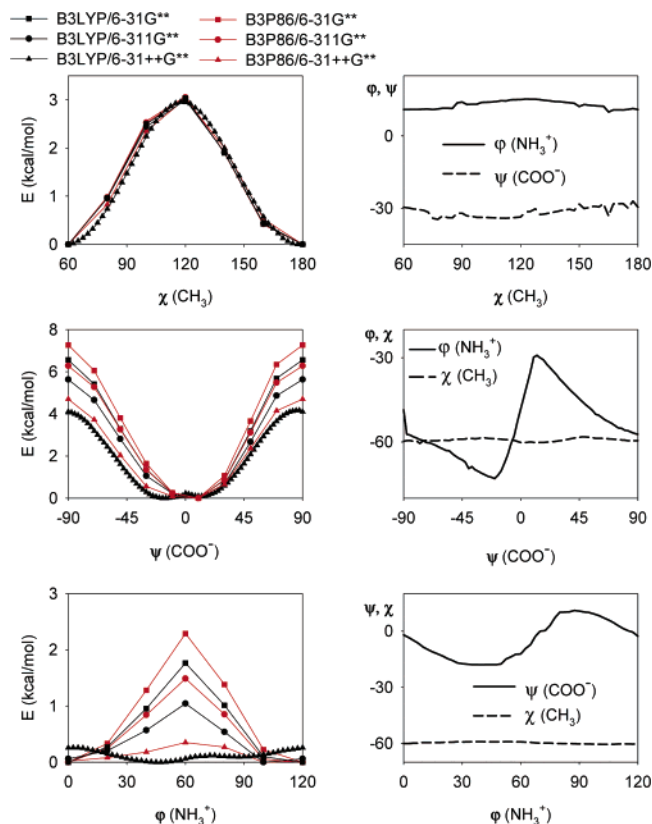 B3LYP/6-31G** B3P86/6-31G**
B3LYP/6-311G** B3P86/6-311G**
B3LYP/6-31++G** B3P86/6-31++G**
E (kcal/mol)
3
2
1
0
60 90 120 150 180
χ (CH₃)
φ, ψ
0
-30
φ (NH₃⁺)
ψ (COO⁻)
60 90 120 150 180
χ (CH₃)
E (kcal/mol)
8
6
4
2
0
-90 -45 0 45 90
ψ (COO⁻)
φ, χ
-30
-60
φ (NH₃⁺)
χ (CH₃)
-90 -45 0 45 90
ψ (COO⁻)
E (kcal/mol)
3
2
1
0
0 30 60 90 120
φ (NH₃⁺)
ψ, χ
0
-30
-60
ψ (COO⁻)
χ (CH₃)
0 30 60 90 120
φ (NH₃⁺)